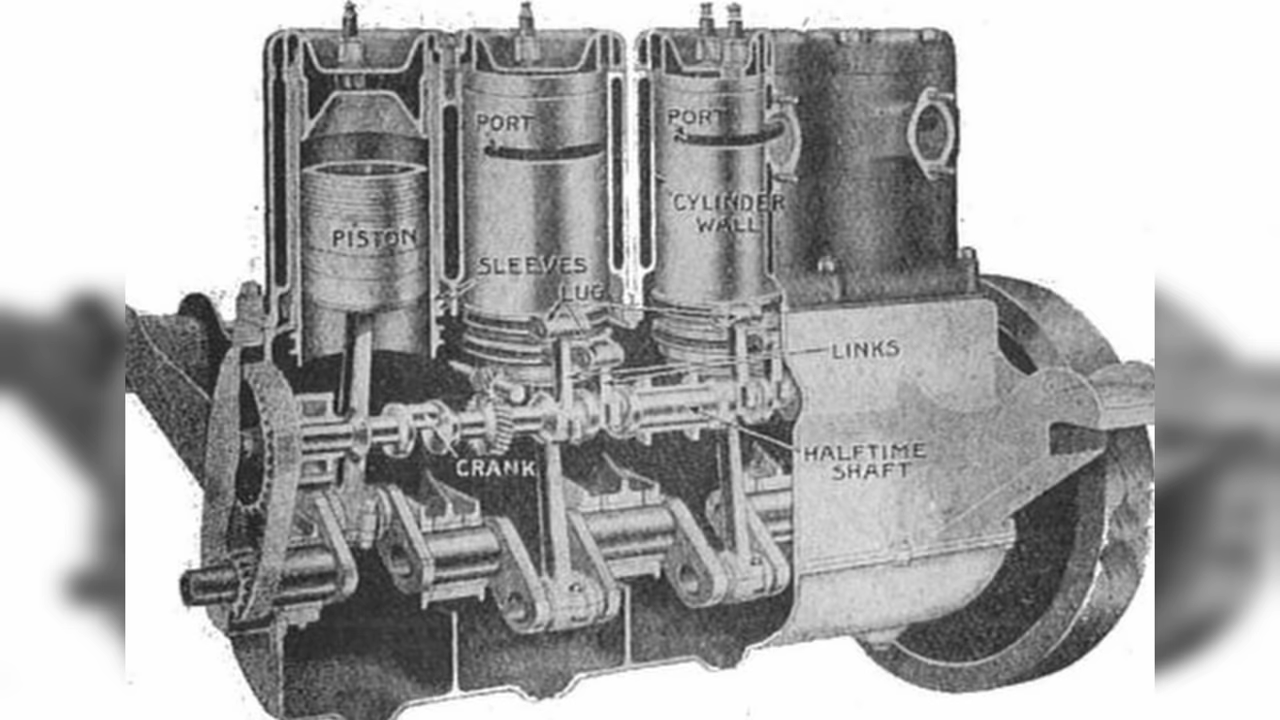 PORT
PORT
CYLINDER
WALL
PISTON
SLEEVES
LUG
LINKS
HALFTIME
SHAFT
CRANK